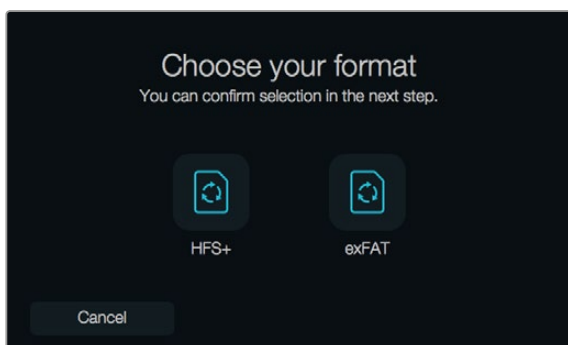 Choose your format
You can confirm selection in the next step.
HFS+
exFAT
Cancel